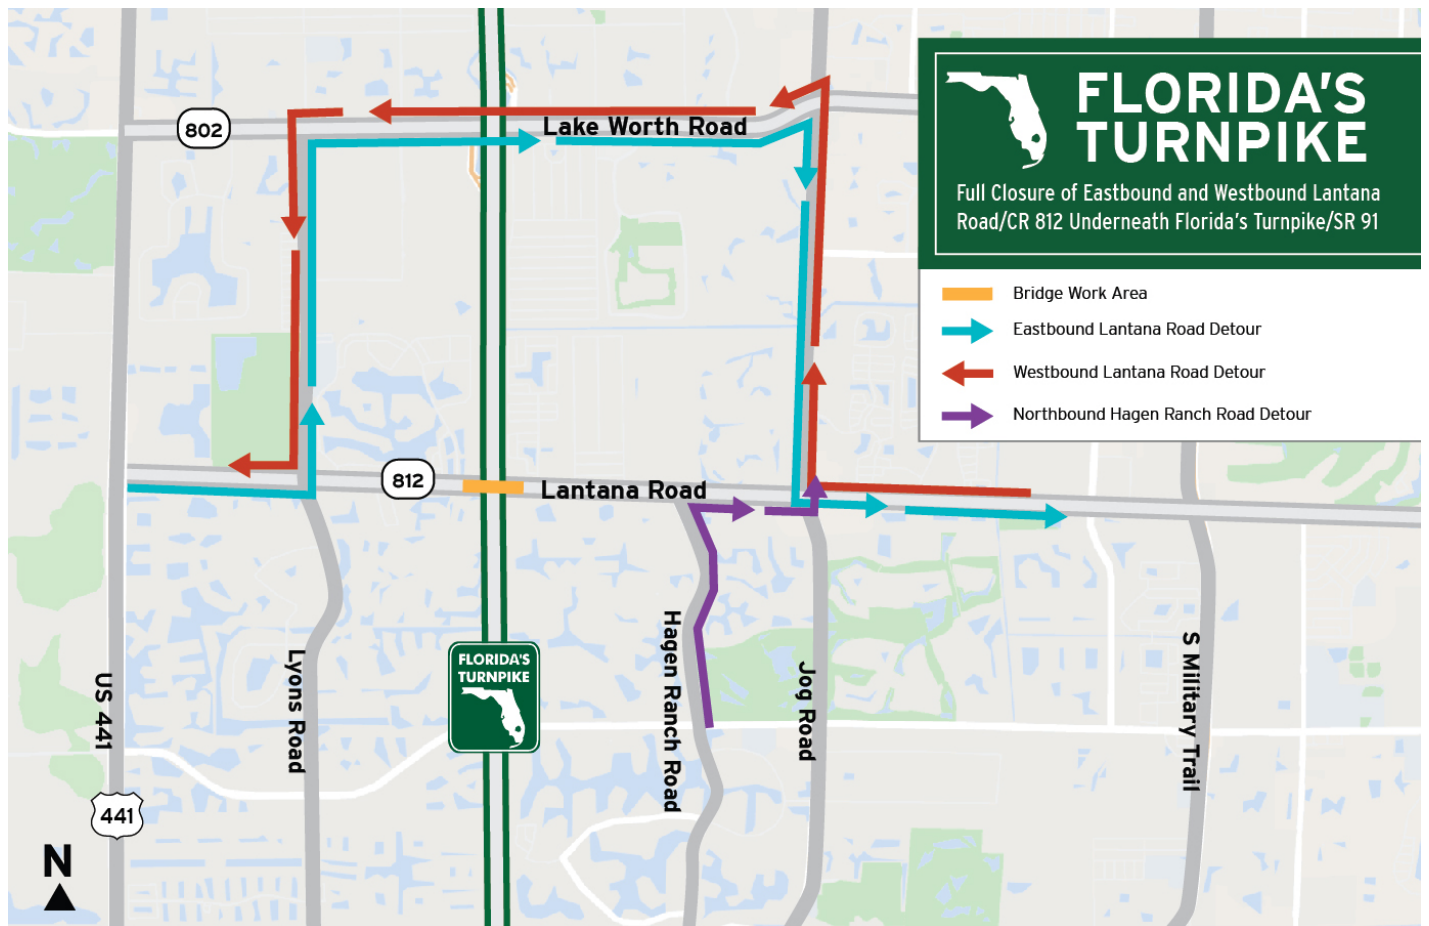 802
Lake Worth Road
FLORIDA'S
TURNPIKE
Full Closure of Eastbound and Westbound Lantana
Road/CR 812 Underneath Florida's Turnpike/SR 91
Bridge Work Area
Eastbound Lantana Road Detour
Westbound Lantana Road Detour
Northbound Hagen Ranch Road Detour
812
Lantana Road
US 441
Lyons Road
FLORIDA'S
TURNPIKE
Hagen Ranch Road
Jog Road
S Military Trail
441
N